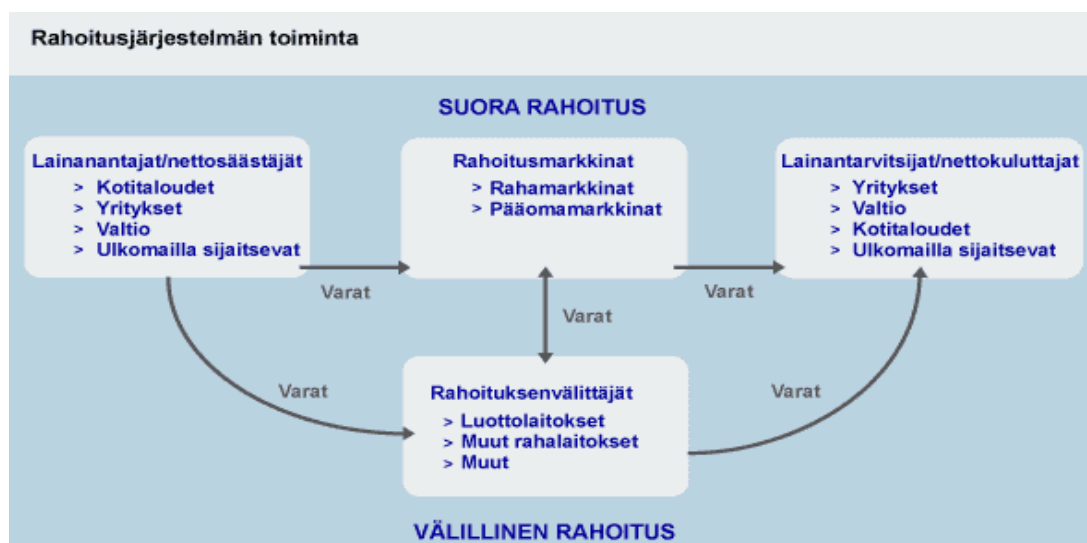 Rahoitusjärjestelmän toiminta
SUORA RAHOITUS
Lainanantajat/nettosäästäjät
> Kotitaloudet
> Yritykset
> Valtio
> Ulkomailla sijaitsevat
Rahoitusmarkkinat
> Rahamarkkinat
> Pääomamarkkinat
Lainantarvitsijat/nettokuluttajat
> Yritykset
> Valtio
> Kotitaloudet
> Ulkomailla sijaitsevat
Varat
Varat
Varat
Varat
Varat
Rahoituksenvälittäjät
> Luottolaitokset
> Muut rahalaitokset
> Muut
VÄLILLINEN RAHOITUS